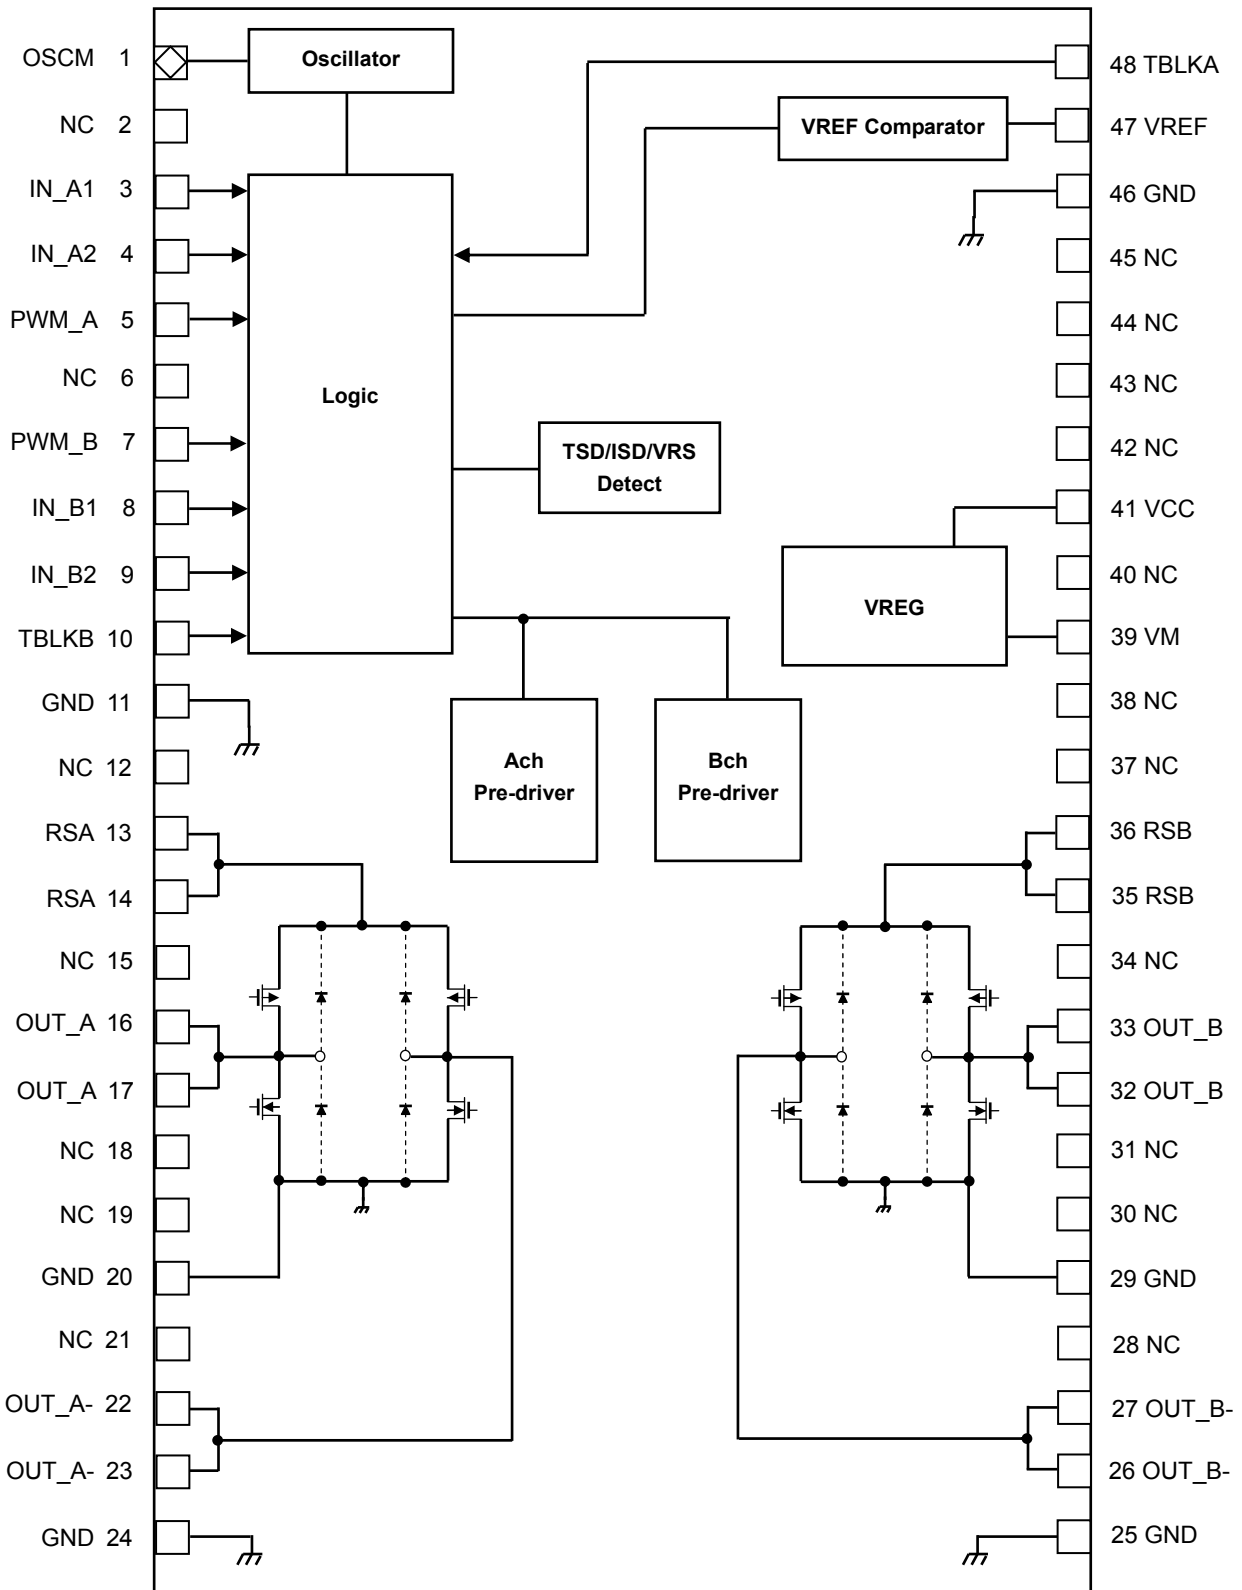 OSCM 1
NC 2
IN_A1 3
IN_A2 4
PWM_A 5
NC 6
PWM_B 7
IN_B1 8
IN_B2 9
TBLKB 10
GND 11
NC 12
RSA 13
RSA 14
NC 15
OUT_A 16
OUT_A 17
NC 18
NC 19
GND 20
NC 21
OUT_A- 22
OUT_A- 23
GND 24
Oscillator
VREF Comparator
Logic
TSD/ISD/VRS
Detect
VREG
Ach
Pre-driver
Bch
Pre-driver
48 TBLKA
47 VREF
46 GND
45 NC
44 NC
43 NC
42 NC
41 VCC
40 NC
39 VM
38 NC
37 NC
36 RSB
35 RSB
34 NC
33 OUT_B
32 OUT_B
31 NC
30 NC
29 GND
28 NC
27 OUT_B-
26 OUT_B-
25 GND